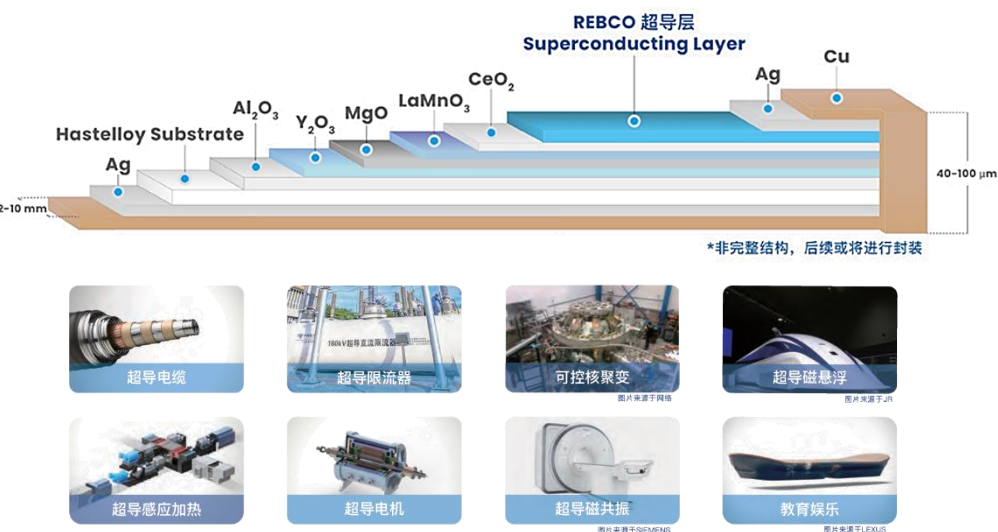 REBCO 超导层
Superconducting Layer
Cu
Ag
CeO2
LaMnO3
MgO
Al2O3
Y2O3
Hastelloy Substrate
Ag
2-10 mm
40-100 μm
*非完整结构，后续或将进行封装
160kV超导直流限流器
超导电缆
超导限流器
可控核聚变
超导磁悬浮
图片来源于网络
图片来源于JR
超导感应加热
超导电机
超导磁共振
教育娱乐
图片来源于SIEMENS
图片来源于LEXUS